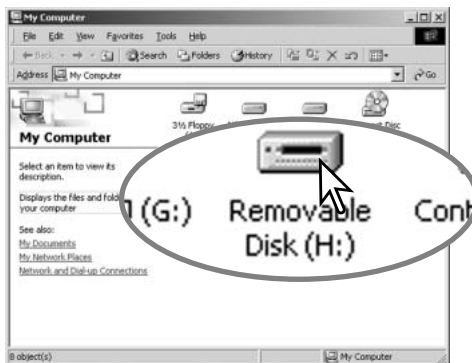 My Computer
File Edit View Favorites Tools Help
Back Search Folders History
Address My Computer Go
3½ Floppy
My Computer
Select an item to view its
description.
Displays the files and
your computer
See also:
My Documents
My Network Places
Network and Dial-up Connections
(G:) Removable
Disk (H:)
8 object(s) My Computer